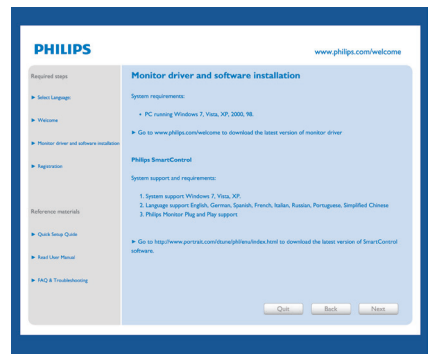 PHILIPS
www.philips.com/welcome
Required steps
Select Language:
Welcome
Monitor driver and software installation
Registration
Reference materials:
Quick Setup Quide
Read User Manual
FAQ & Troubleshooting
Monitor driver and software installation
System requirements:
• PC running Windows 7, Vista, XP, 2000, 98.
Go to www.philips.com/welcome to download the latest version of monitor driver
Philips SmartControl
System support and requirements:
1. System support Windows 7, Vista, XP.
2. Language support English, German, Spanish, French, Italian, Russian, Portuguese, Simplified Chinese
3. Philips Monitor Plug and Play support
Go to http://www.portrait.com/dtune/phl/enu/index.html to download the latest version of SmartControl
software.
Quit
Back
Next